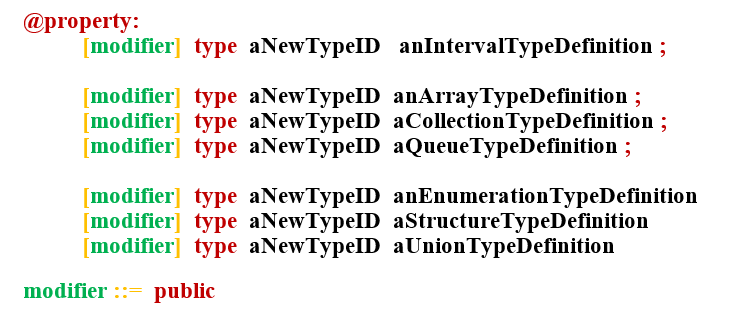 @property:
[modifier] type aNewTypeID anIntervalTypeDefinition ;
[modifier] type aNewTypeID anArrayTypeDefinition ;
[modifier] type aNewTypeID aCollectionTypeDefinition ;
[modifier] type aNewTypeID aQueueTypeDefinition ;
[modifier] type aNewTypeID anEnumerationTypeDefinition
[modifier] type aNewTypeID aStructureTypeDefinition
[modifier] type aNewTypeID aUnionTypeDefinition
modifier ::= public